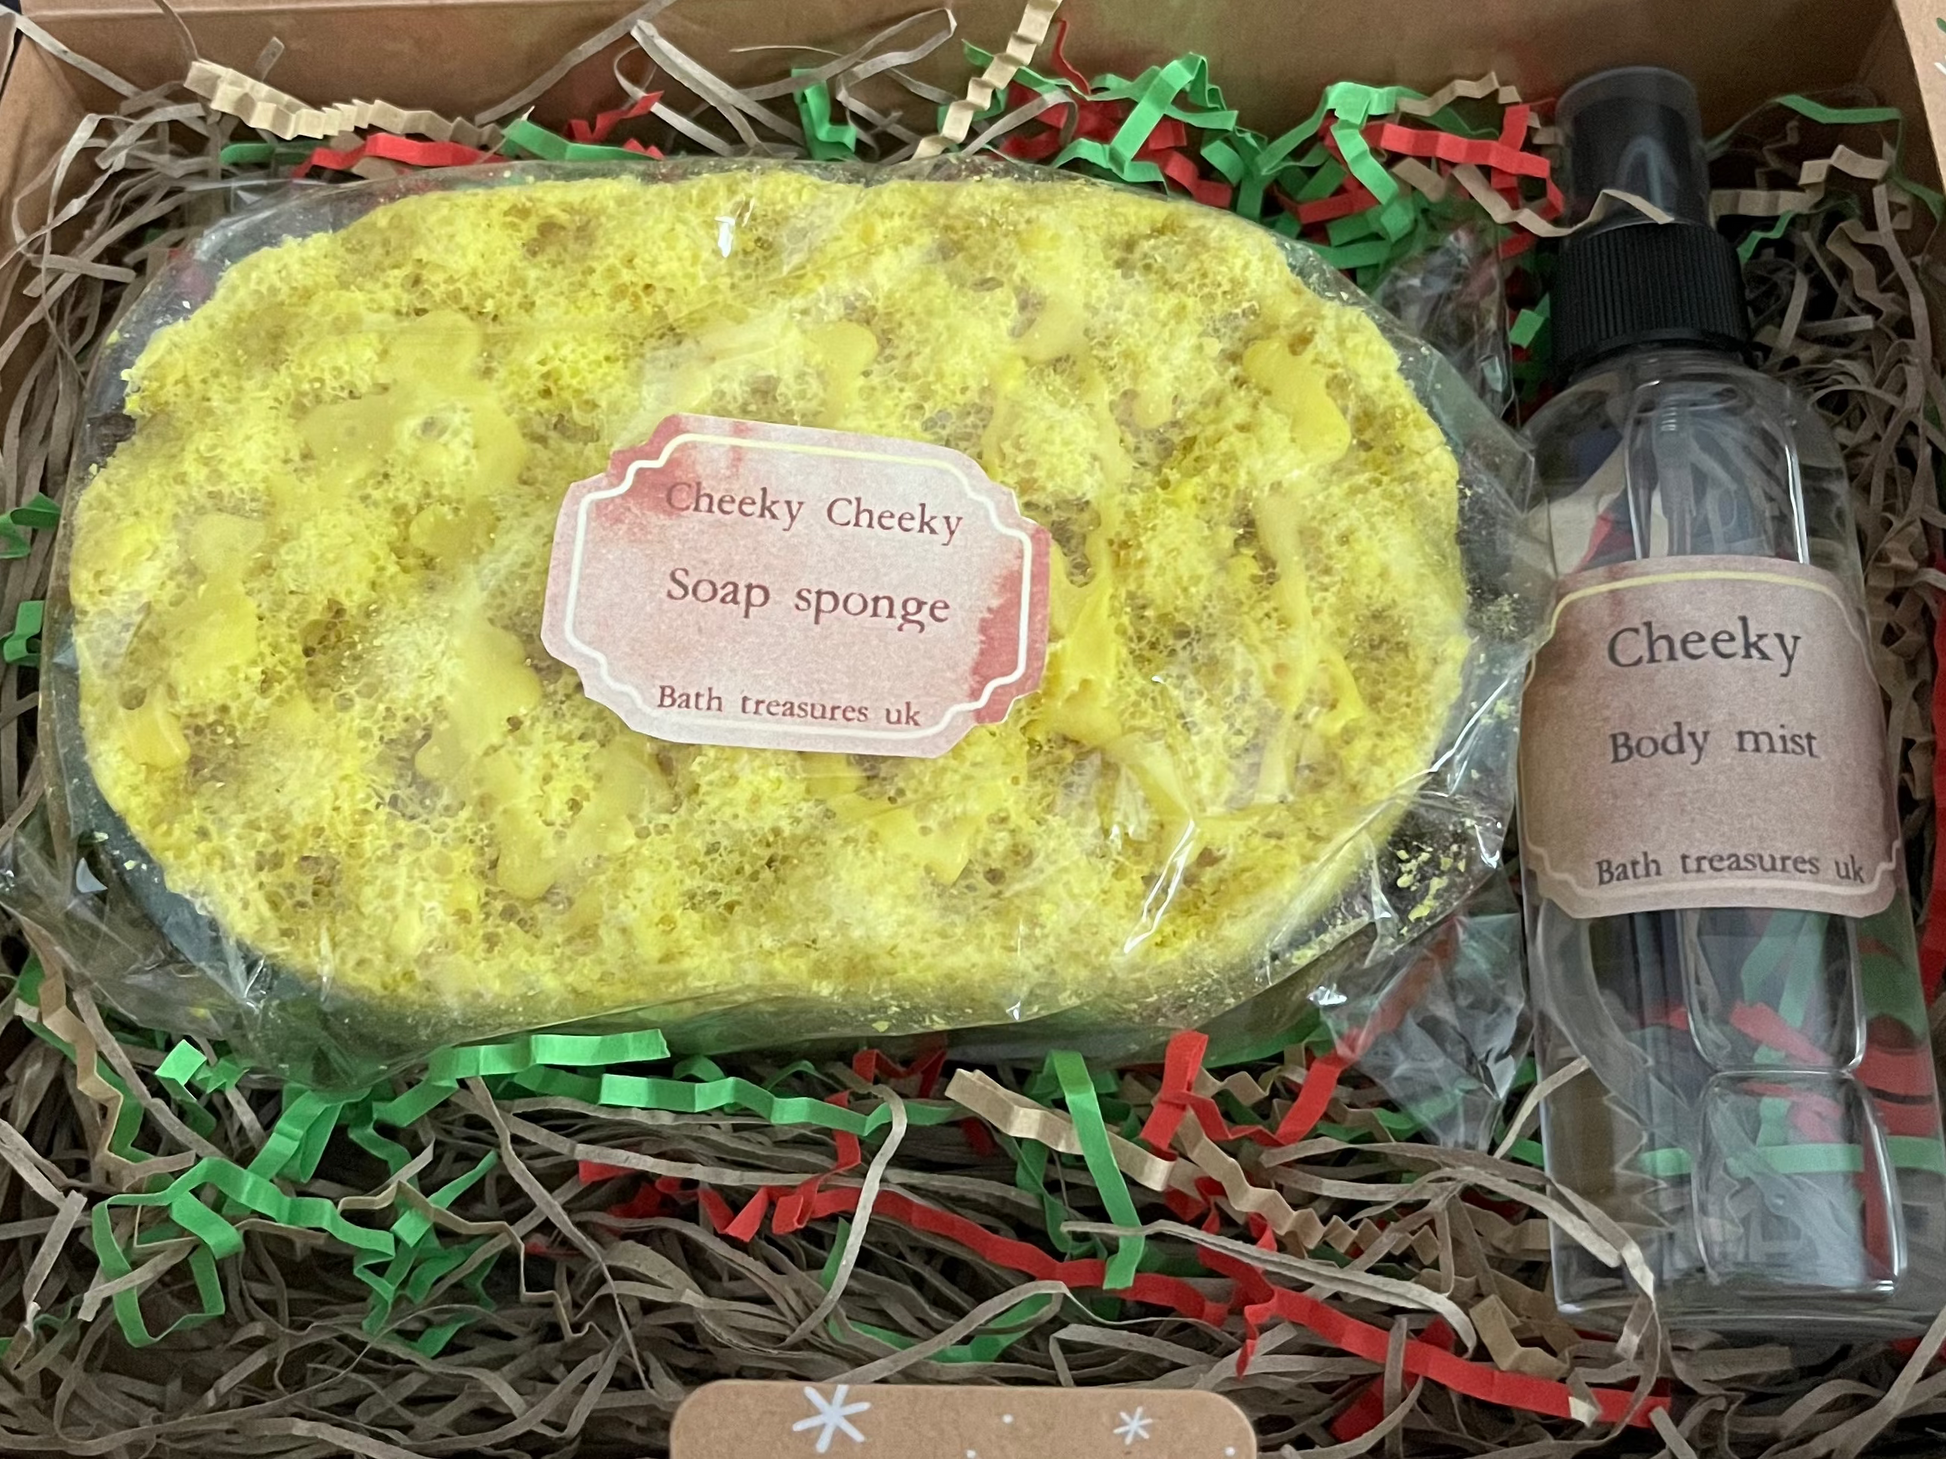 Cheeky Cheeky
Soap sponge
Bath treasures uk
Cheeky
Body mist
Bath treasures uk